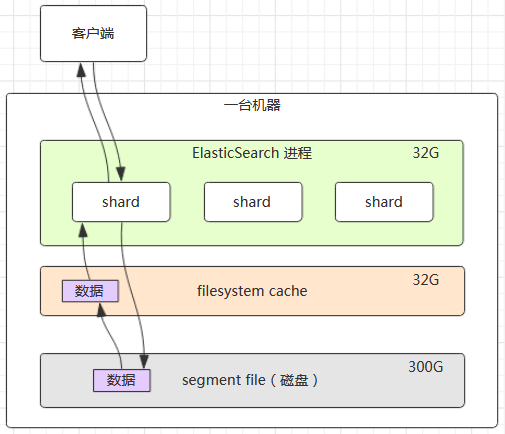 客户端
一台机器
ElasticSearch 进程 32G
shard shard shard
32G
数据 filesystem cache
300G
数据 segment file（磁盘）